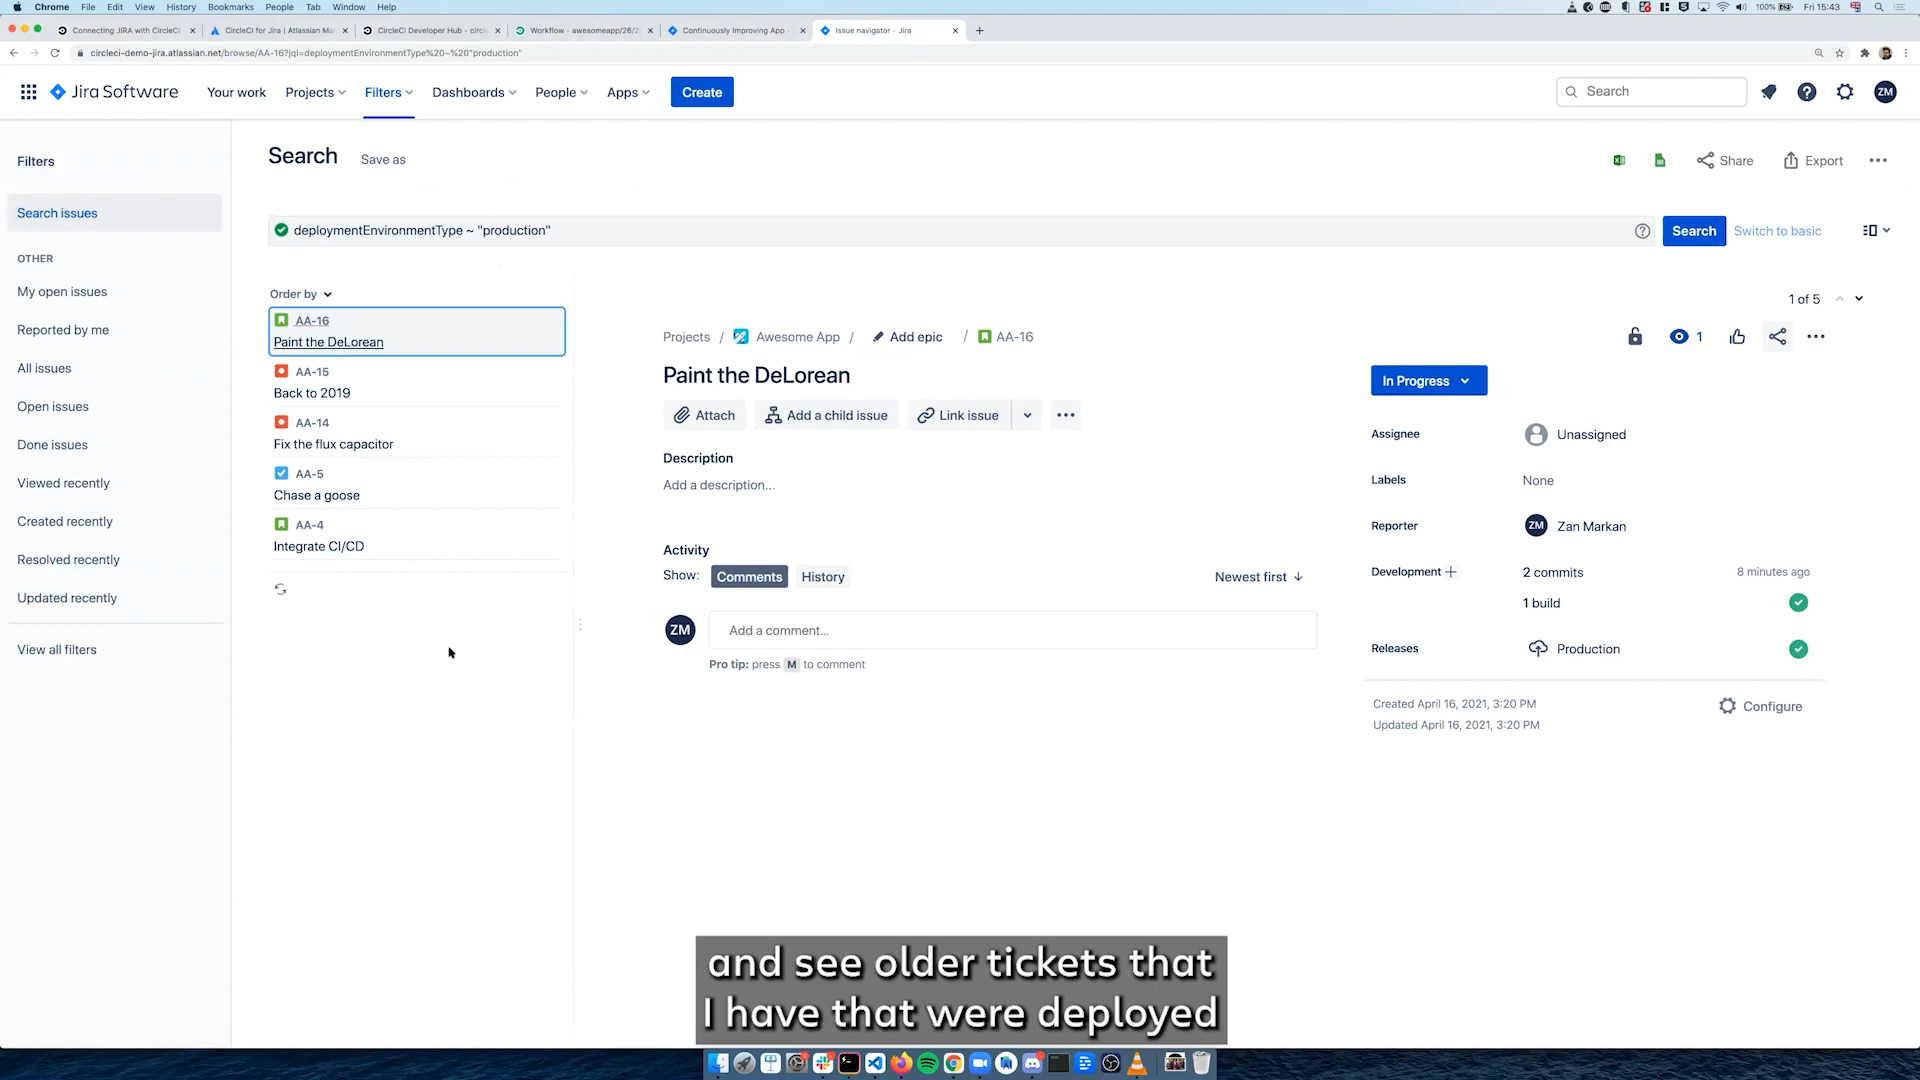 Chrome File Edit View History Bookmarks People Tab Window Help 100% Fri 15:43
Connecting JIRA with CircleCI CircleCI for Jira | Atlassian Ma CircleCI Developer Hub - circle Workflow - awesomeapp/26/2 Continuously Improving App - Issue navigator - Jira
circleci-demo-jira.atlassian.net/browse/AA-16?jql=deploymentEnvironmentType%20~%20"production"
Jira Software Your work Projects Filters Dashboards People Apps Create Search ZM
Filters
Search issues
OTHER
My open issues
Reported by me
All issues
Open issues
Done issues
Viewed recently
Created recently
Resolved recently
Updated recently
View all filters
Search Save as Share Export
deploymentEnvironmentType ~ "production" Search Switch to basic
Order by
AA-16
Paint the DeLorean
AA-15
Back to 2019
AA-14
Fix the flux capacitor
AA-5
Chase a goose
AA-4
Integrate CI/CD
1 of 5
Projects / Awesome App / Add epic / AA-16 1
Paint the DeLorean
Attach Add a child issue Link issue
Description
Add a description...
Activity
Show: Comments History Newest first
ZM Add a comment...
Pro tip: press M to comment
In Progress
Assignee Unassigned
Labels None
Reporter ZM Zan Markan
Development 2 commits 8 minutes ago
1 build
Releases Production
Created April 16, 2021, 3:20 PM Configure
Updated April 16, 2021, 3:20 PM
and see older tickets that
I have that were deployed